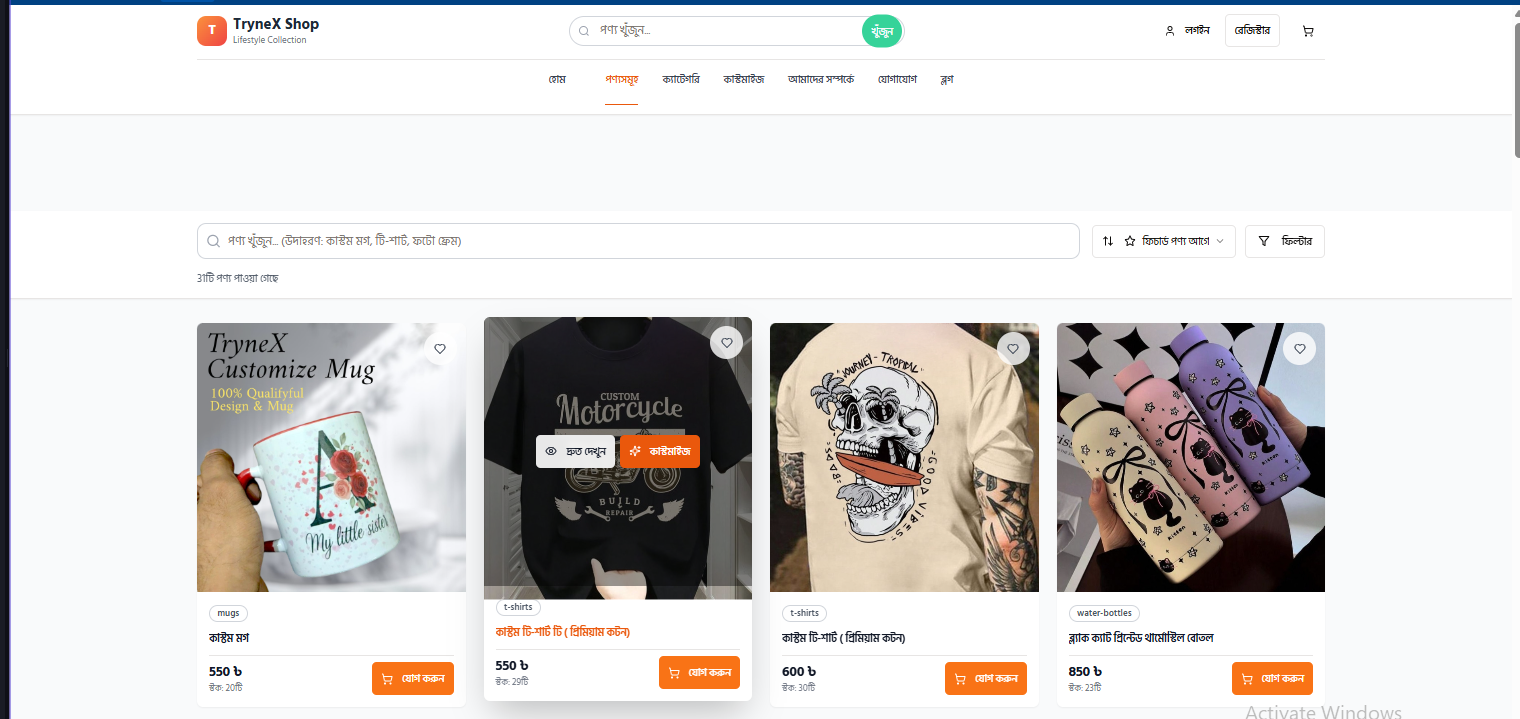 T
TryneX Shop
Lifestyle Collection
পণ্য খুঁজুন...
খুঁজুন
লগইন
রেজিস্টার
হোম
পণ্যসমূহ
ক্যাটেগরি
কাস্টমাইজ
আমাদের সম্পর্কে
যোগাযোগ
ব্লগ
পণ্য খুঁজুন... (উদাহরণ: কাস্টম মগ, টি-শার্ট, ফটো ফ্রেম)
ফিচার্ড পণ্য আগে
ফিল্টার
31টি পণ্য পাওয়া গেছে
TryneX
Customize Mug
100% Qualifyful
Design & Mug
A
My little sister
mugs
কাস্টম মগ
550 ৳
স্টক: 20টি
যোগ করুন
CUSTOM
Motorcycle
দ্রুত দেখুন
কাস্টমাইজ
BUILD
REPAIR
t-shirts
কাস্টম টি-শার্ট টি ( প্রিমিয়াম কটন)
550 ৳
স্টক: 29টি
যোগ করুন
JOURNEY - TROPICAL
GOOD VIBES
t-shirts
কাস্টম টি-শার্ট ( প্রিমিয়াম কটন)
600 ৳
স্টক: 30টি
যোগ করুন
water-bottles
ব্ল্যাক ক্যাট প্রিন্টেড থার্মোস্টিল বোতল
850 ৳
স্টক: 23টি
যোগ করুন
Activate Windows